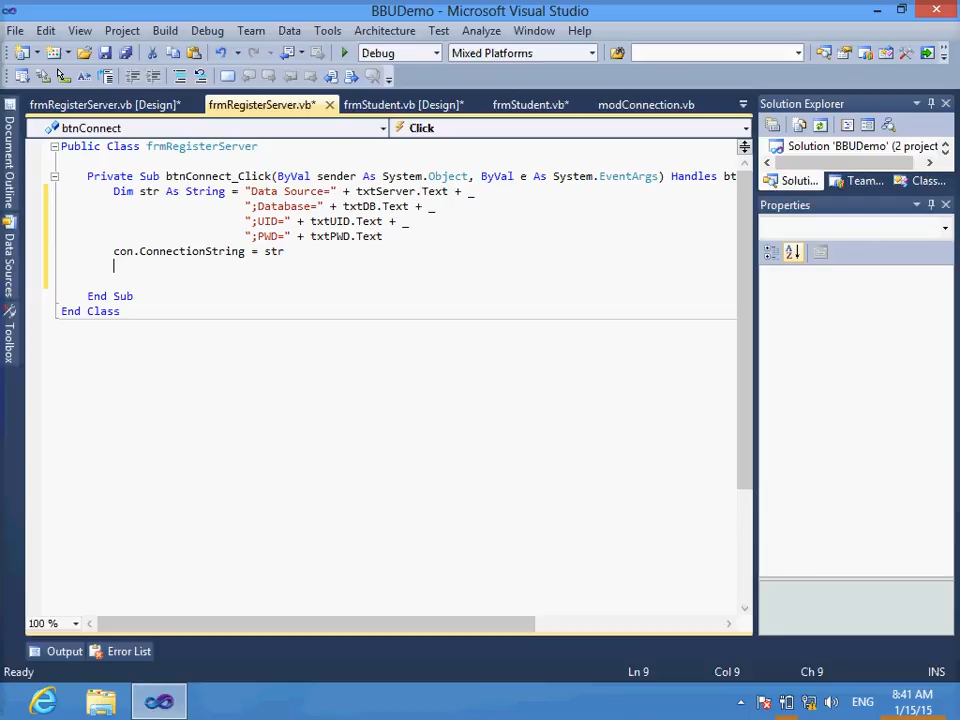 BBUDemo - Microsoft Visual Studio
File Edit View Project Build Debug Team Data Tools Architecture Test Analyze Window Help
Debug Mixed Platforms
frmRegisterServer.vb [Design]* frmRegisterServer.vb* frmStudent.vb [Design]* frmStudent.vb* modConnection.vb
Solution Explorer
btnConnect Click
Solution 'BBUDemo' (2 project
Soluti... Team... Class...
Properties
Document Outline
Data Sources
Toolbox
Public Class frmRegisterServer
Private Sub btnConnect_Click(ByVal sender As System.Object, ByVal e As System.EventArgs) Handles bt
Dim str As String = "Data Source=" + txtServer.Text + _
";Database=" + txtDB.Text + _
";UID=" + txtUID.Text + _
";PWD=" + txtPWD.Text
con.ConnectionString = str
End Sub
End Class
100 %
Output Error List
Ready Ln 9 Col 9 Ch 9 INS
ENG
8:41 AM
1/15/15